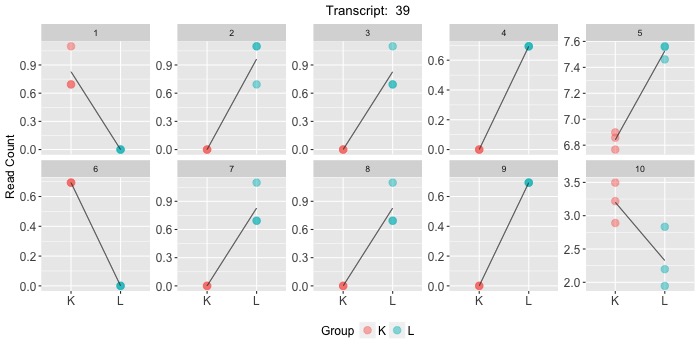 Transcript: 39
1 2 3 4 5
0.9 0.6 0.3 0.0
0.9 0.6 0.3 0.0
0.9 0.6 0.3 0.0
0.6 0.4 0.2 0.0
7.6 7.4 7.2 7.0 6.8
Read Count
6 7 8 9 10
0.6 0.4 0.2 0.0
0.9 0.6 0.3 0.0
0.9 0.6 0.3 0.0
0.6 0.4 0.2 0.0
3.5 3.0 2.5 2.0
K L K L K L K L K L
Group K L